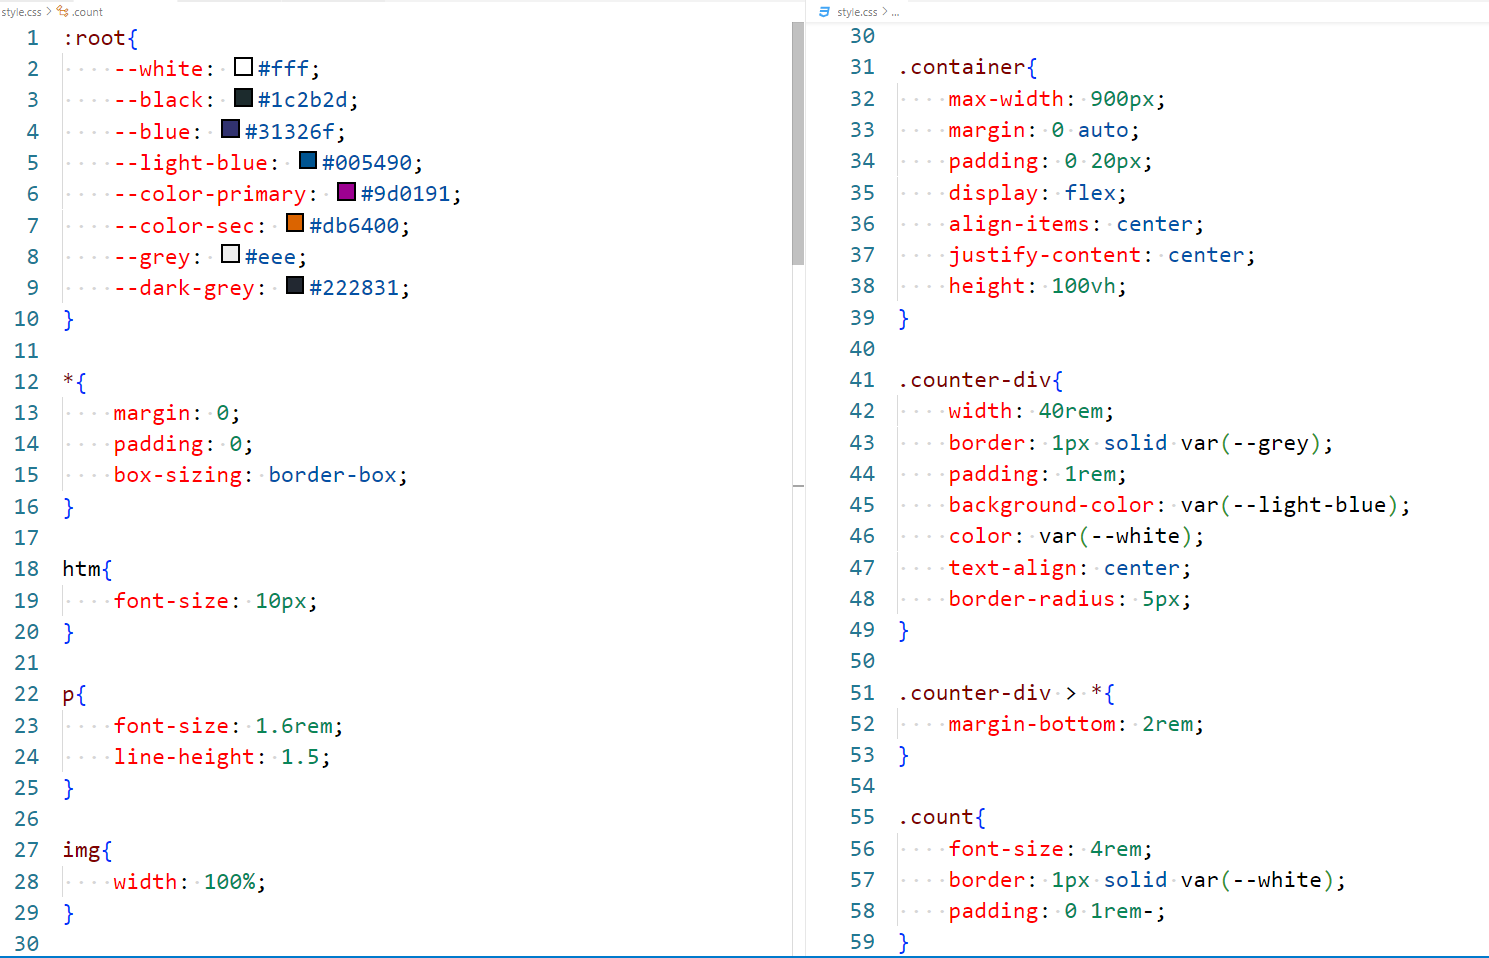 style.css > .count
1 :root{
2     --white: #fff;
3     --black: #1c2b2d;
4     --blue: #31326f;
5     --light-blue: #005490;
6     --color-primary: #9d0191;
7     --color-sec: #db6400;
8     --grey: #eee;
9     --dark-grey: #222831;
10 }
11
12 *{
13     margin: 0;
14     padding: 0;
15     box-sizing: border-box;
16 }
17
18 htm{
19     font-size: 10px;
20 }
21
22 p{
23     font-size: 1.6rem;
24     line-height: 1.5;
25 }
26
27 img{
28     width: 100%;
29 }
30
style.css > ...
30
31 .container{
32     max-width: 900px;
33     margin: 0 auto;
34     padding: 0 20px;
35     display: flex;
36     align-items: center;
37     justify-content: center;
38     height: 100vh;
39 }
40
41 .counter-div{
42     width: 40rem;
43     border: 1px solid var(--grey);
44     padding: 1rem;
45     background-color: var(--light-blue);
46     color: var(--white);
47     text-align: center;
48     border-radius: 5px;
49 }
50
51 .counter-div > *{
52     margin-bottom: 2rem;
53 }
54
55 .count{
56     font-size: 4rem;
57     border: 1px solid var(--white);
58     padding: 0 1rem-;
59 }